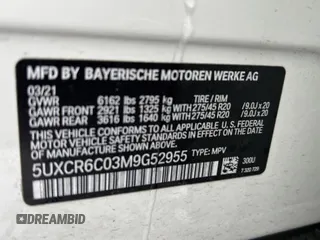 MFD BY BAYERISCHE MOTOREN WERKE AG
03/21 TIRE / RIM
GVWR 6162 lbs 2795 kg
GAWR FRONT 2921 lbs 1325 kg 275/45 R20 / 9.0J x 20
GAWR REAR 3616 lbs 1640 kg 275/45 R20 / 9.0J x 20
THIS VEHICLE CONFORMS TO ALL APPLICABLE U.S. FEDERAL
MOTOR VEHICLE SAFETY STANDARDS IN EFFECT ON
THE DATE OF MANUFACTURE SHOWN ABOVE.
5UXCR6C03M9G52955 TYPE: MPV
300U
DREAMBID
DREAMBID.COM